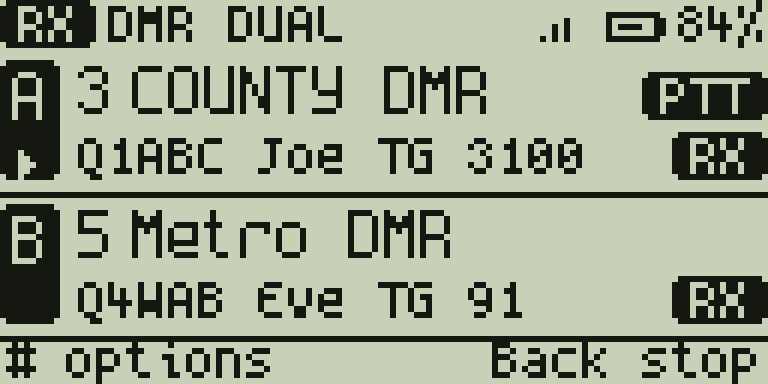 RX DMR DUAL 84%
A 3 COUNTY DMR PTT
Q1ABC Joe TG 3100 RX
B 5 Metro DMR
Q4WAB Eve TG 91 RX
# options Back stop